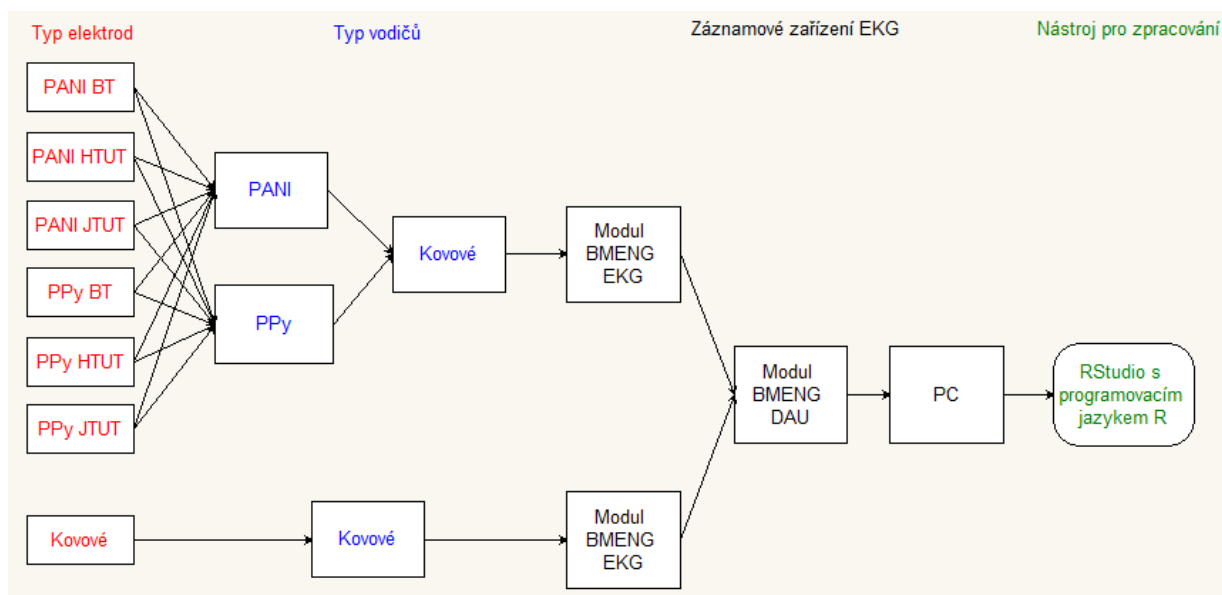 Typ elektrod
Typ vodičů
Záznamové zařízení EKG
Nástroj pro zpracování
PANI BT
PANI HTUT
PANI JTUT
PPy BT
PPy HTUT
PPy JTUT
Kovové
PANI
PPy
Kovové
Kovové
Modul
BMENG
EKG
Modul
BMENG
EKG
Modul
BMENG
DAU
PC
RStudio s
programovacím
jazykem R